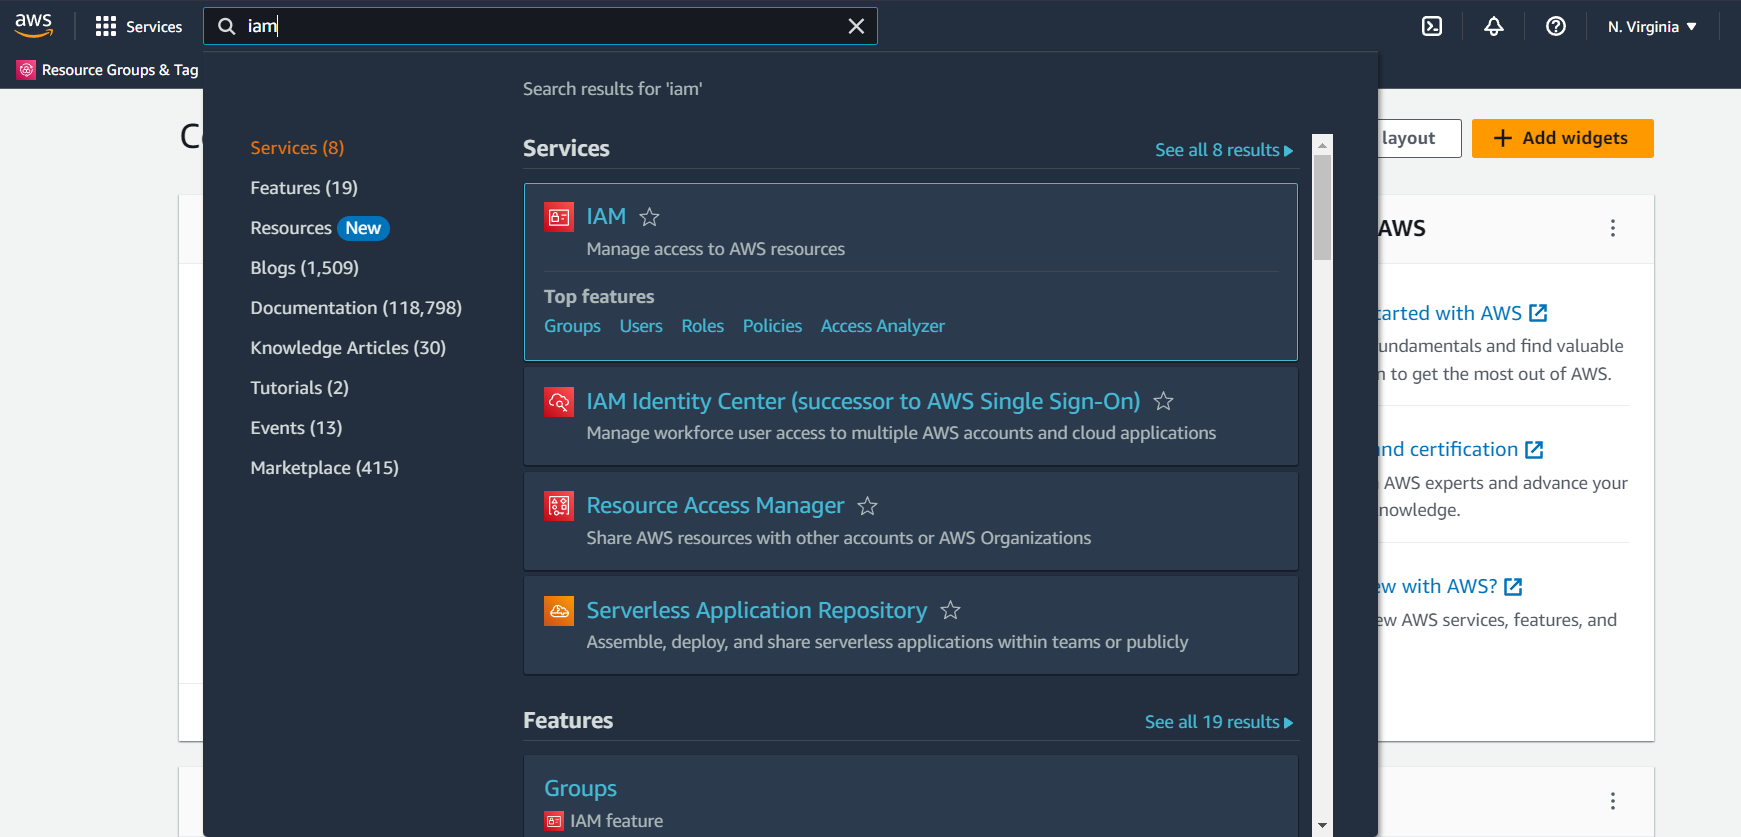 aws
Services
iam
N. Virginia
Resource Groups & Tag
Search results for 'iam'
Services (8)
Features (19)
Resources New
Blogs (1,509)
Documentation (118,798)
Knowledge Articles (30)
Tutorials (2)
Events (13)
Marketplace (415)
Services
See all 8 results
IAM
Manage access to AWS resources
Top features
Groups Users Roles Policies Access Analyzer
IAM Identity Center (successor to AWS Single Sign-On)
Manage workforce user access to multiple AWS accounts and cloud applications
Resource Access Manager
Share AWS resources with other accounts or AWS Organizations
Serverless Application Repository
Assemble, deploy, and share serverless applications within teams or publicly
Features
See all 19 results
Groups
IAM feature
layout
Add widgets
AWS
tarted with AWS
undamentals and find valuable
n to get the most out of AWS.
and certification
AWS experts and advance your
nowledge.
ew with AWS?
ew AWS services, features, and